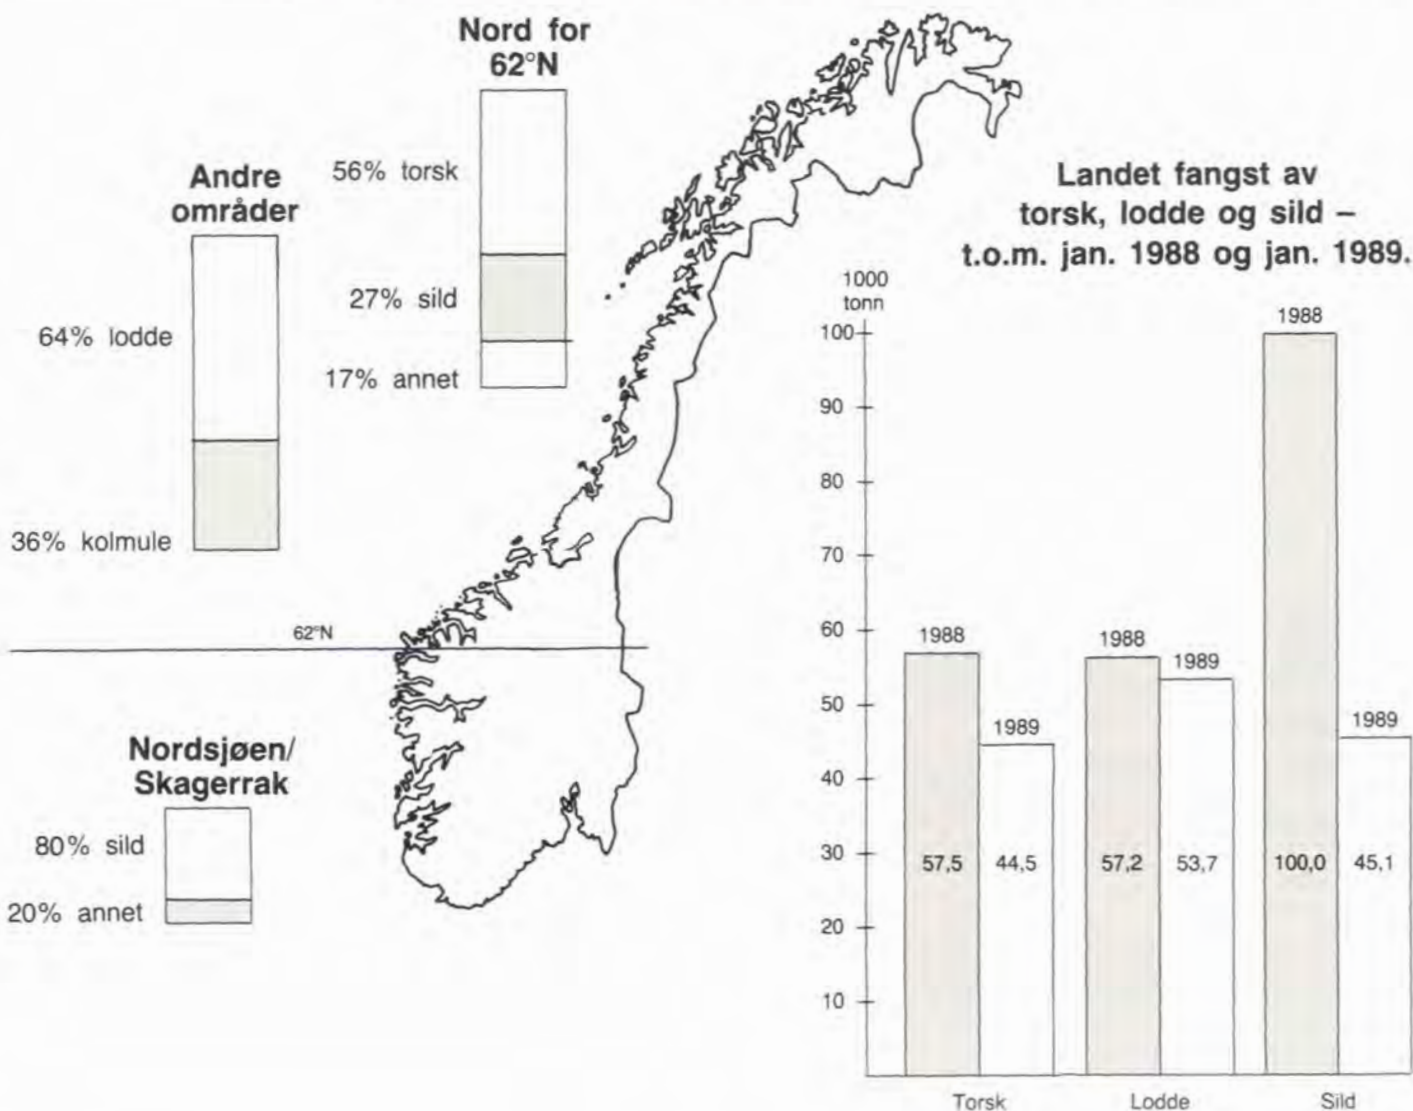 Nord for
62°N
56% torsk
27% sild
17% annet
Andre
områder
64% lodde
36% kolmule
62°N
Nordsjøen/
Skagerrak
80% sild
20% annet
Landet fangst av
torsk, lodde og sild –
t.o.m. jan. 1988 og jan. 1989.
1000
tonn
100
90
80
70
60
50
40
30
20
10
1988
1989
1988
1989
1988
1989
57,5
44,5
57,2
53,7
100,0
45,1
Torsk
Lodde
Sild